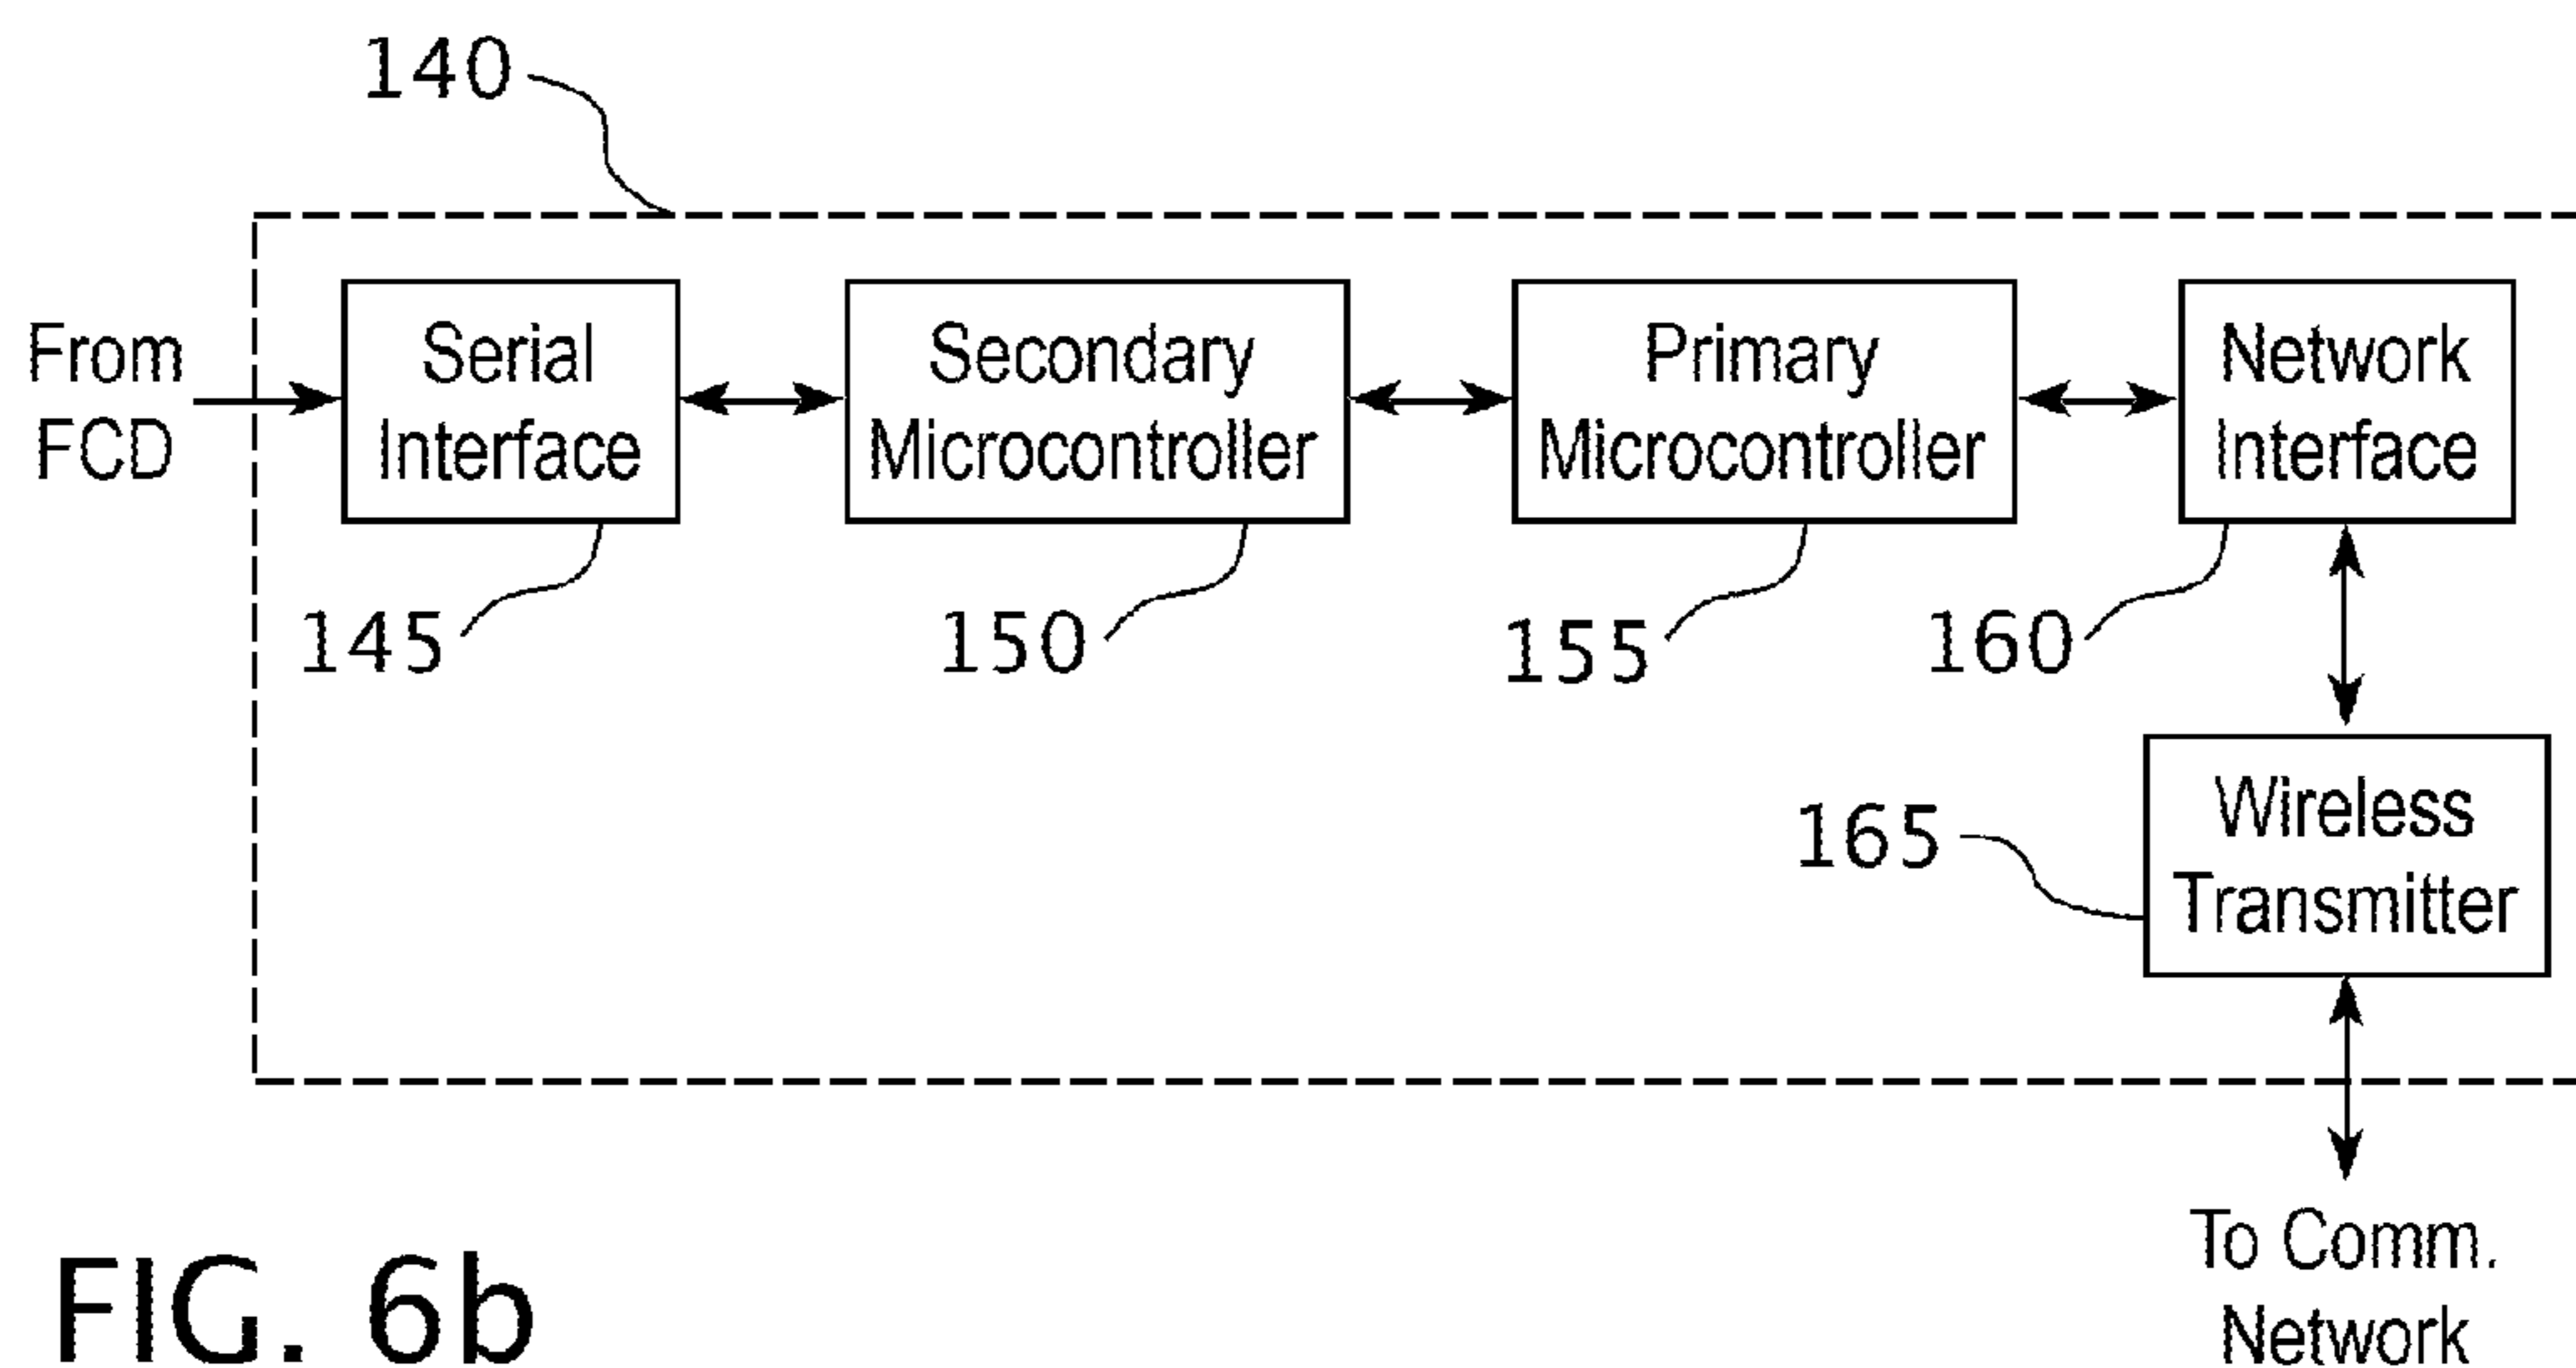 140
From
FCD
Serial
Interface
Secondary
Microcontroller
Primary
Microcontroller
Network
Interface
145
150
155
160
165
Wireless
Transmitter
To Comm.
Network
FIG. 6b